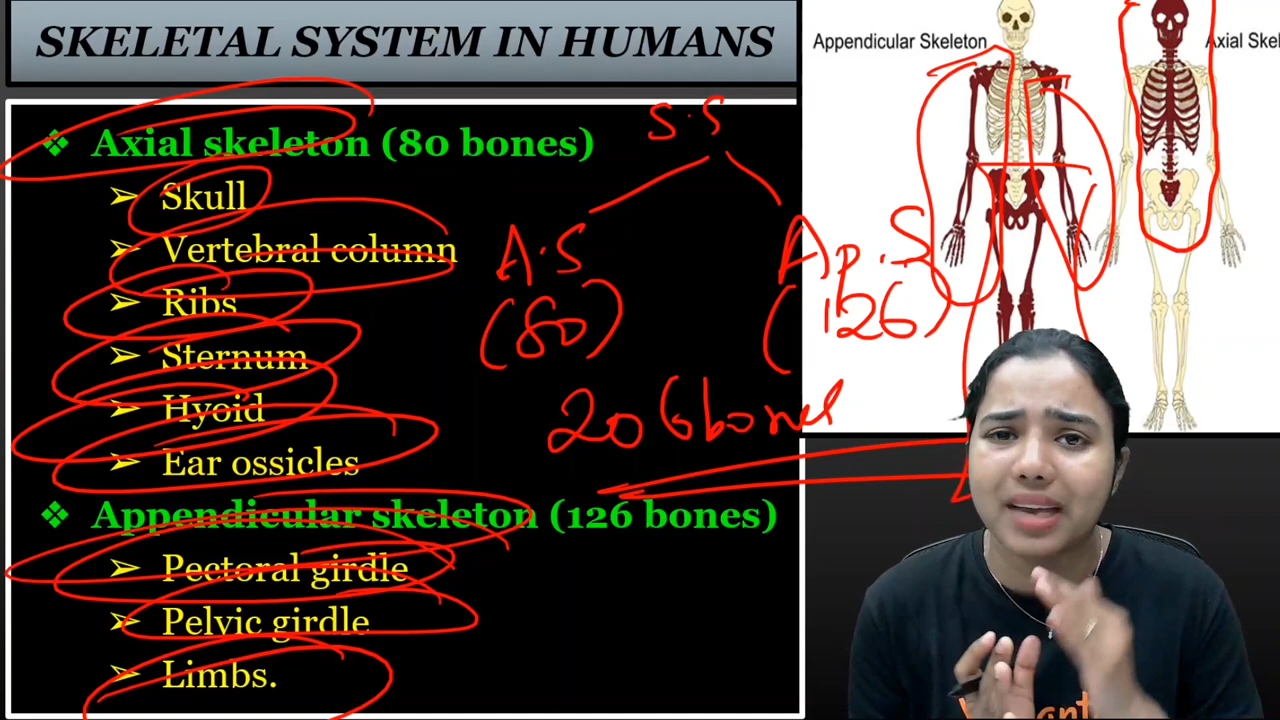 SKELETAL SYSTEM IN HUMANS
Appendicular Skeleton
Axial Skel
❖ Axial skeleton (80 bones)
➢ Skull
➢ Vertebral column
➢ Ribs
➢ Sternum
➢ Hyoid
➢ Ear ossicles
❖ Appendicular skeleton (126 bones)
➢ Pectoral girdle
➢ Pelvic girdle
➢ Limbs.
S.S
A.S
(80)
Ap.S
(126)
206 bones